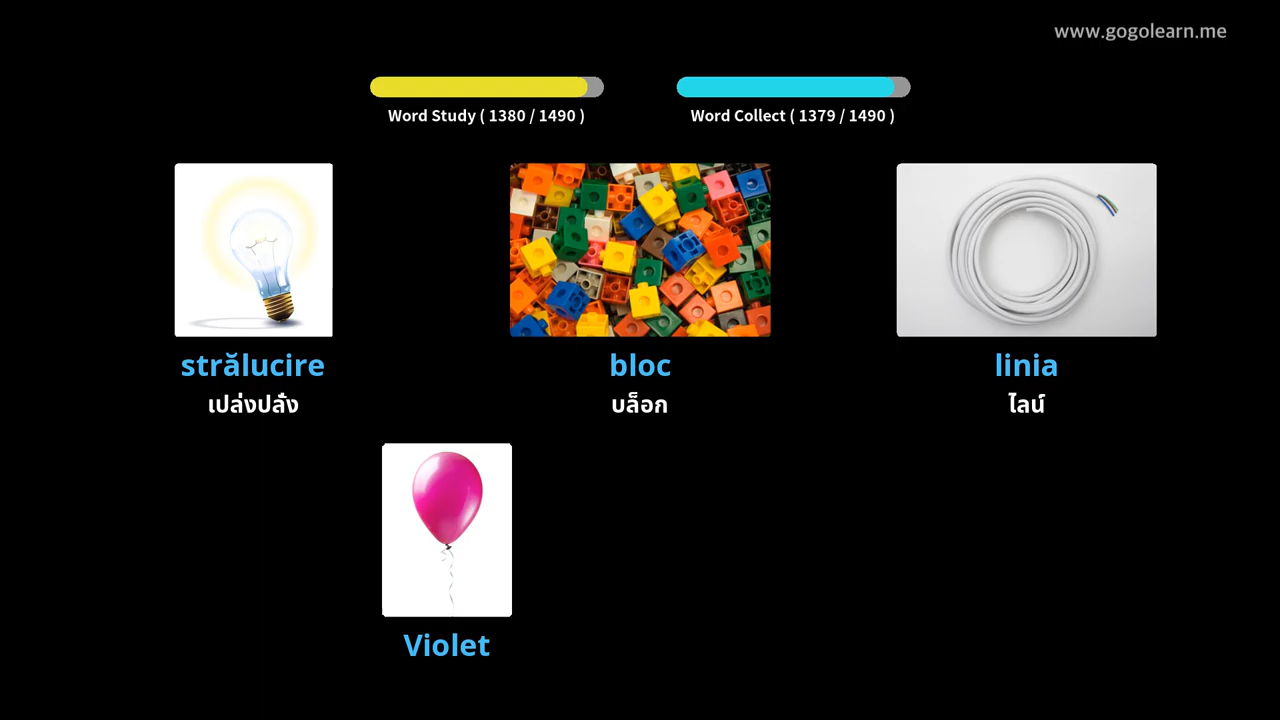 www.gogolearn.me
Word Study ( 1380 / 1490 )
Word Collect ( 1379 / 1490 )
strălucire
bloc
linia
เปล่งปลั่ง
บล็อก
ไลน์
Violet